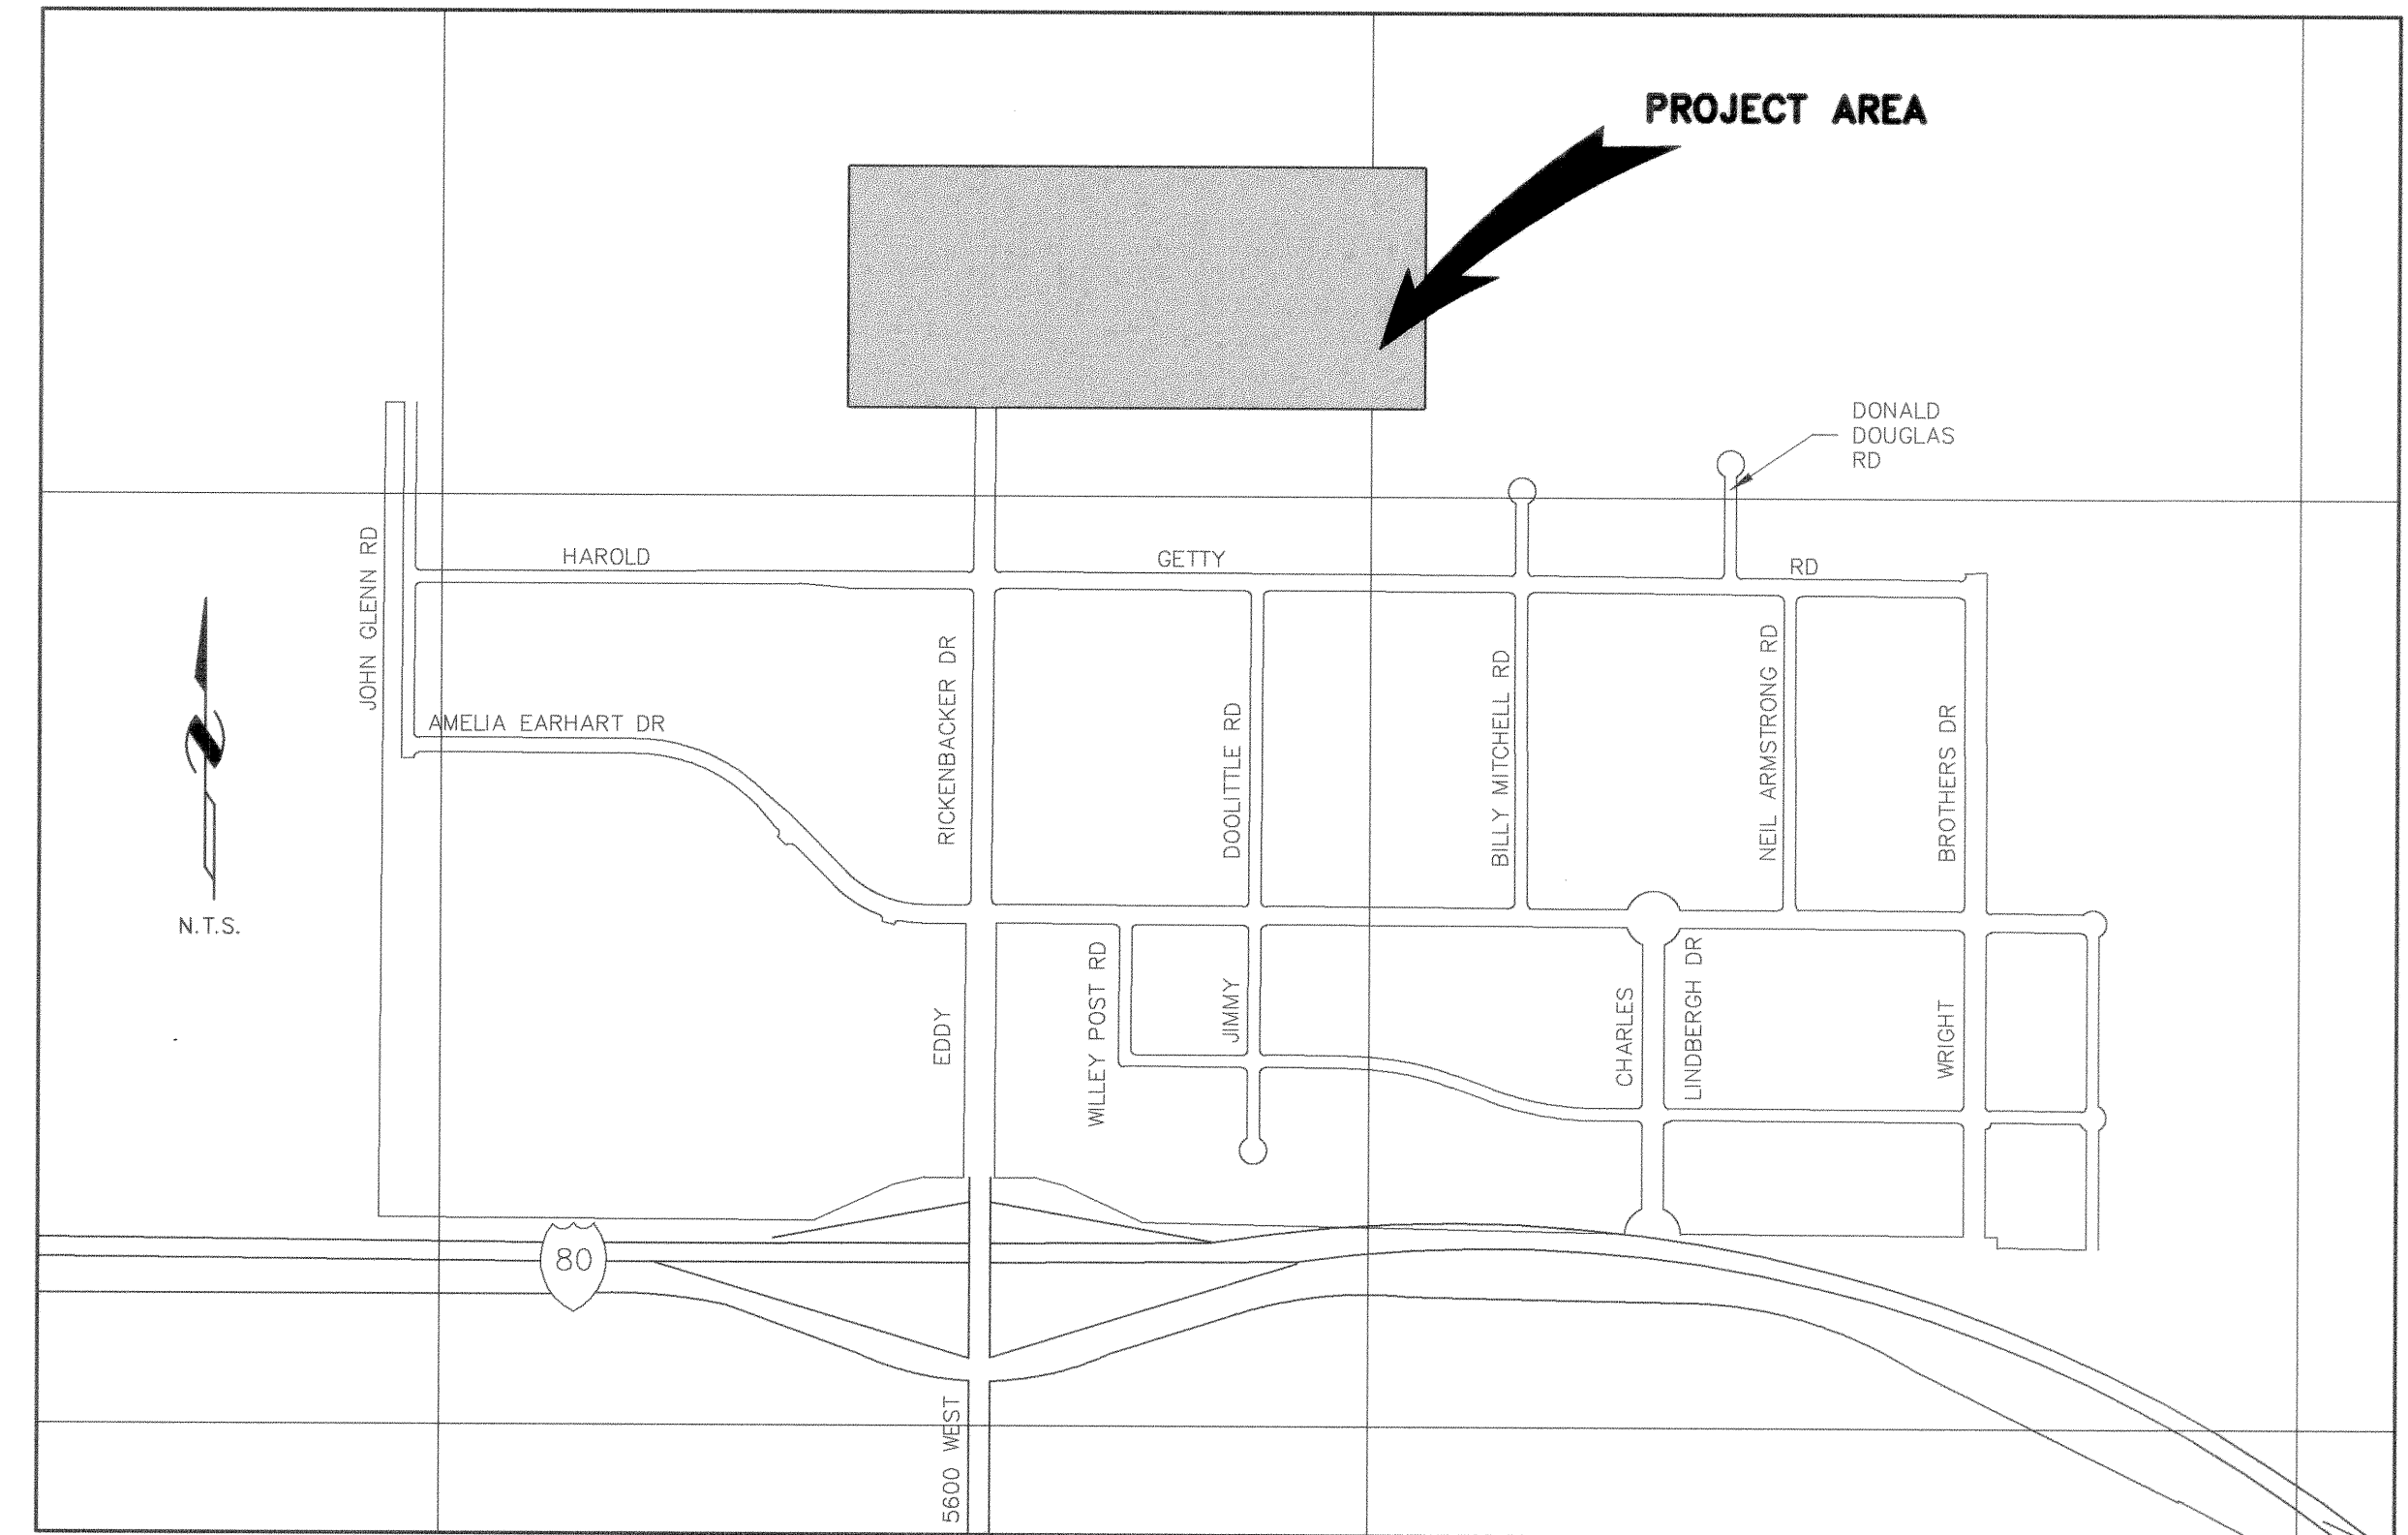 PROJECT AREA
DONALD
DOUGLAS
RD
JOHN GLENN RD
HAROLD GETTY RD
AMELIA EARHART DR
RICKENBACKER DR
DOOLITTLE RD
BILLY MITCHELL RD
NEIL ARMSTRONG RD
BROTHERS DR
N
N.T.S.
EDDY
WILLEY POST RD
JIMMY
CHARLES
LINDBERGH DR
WRIGHT
80
5600 WEST